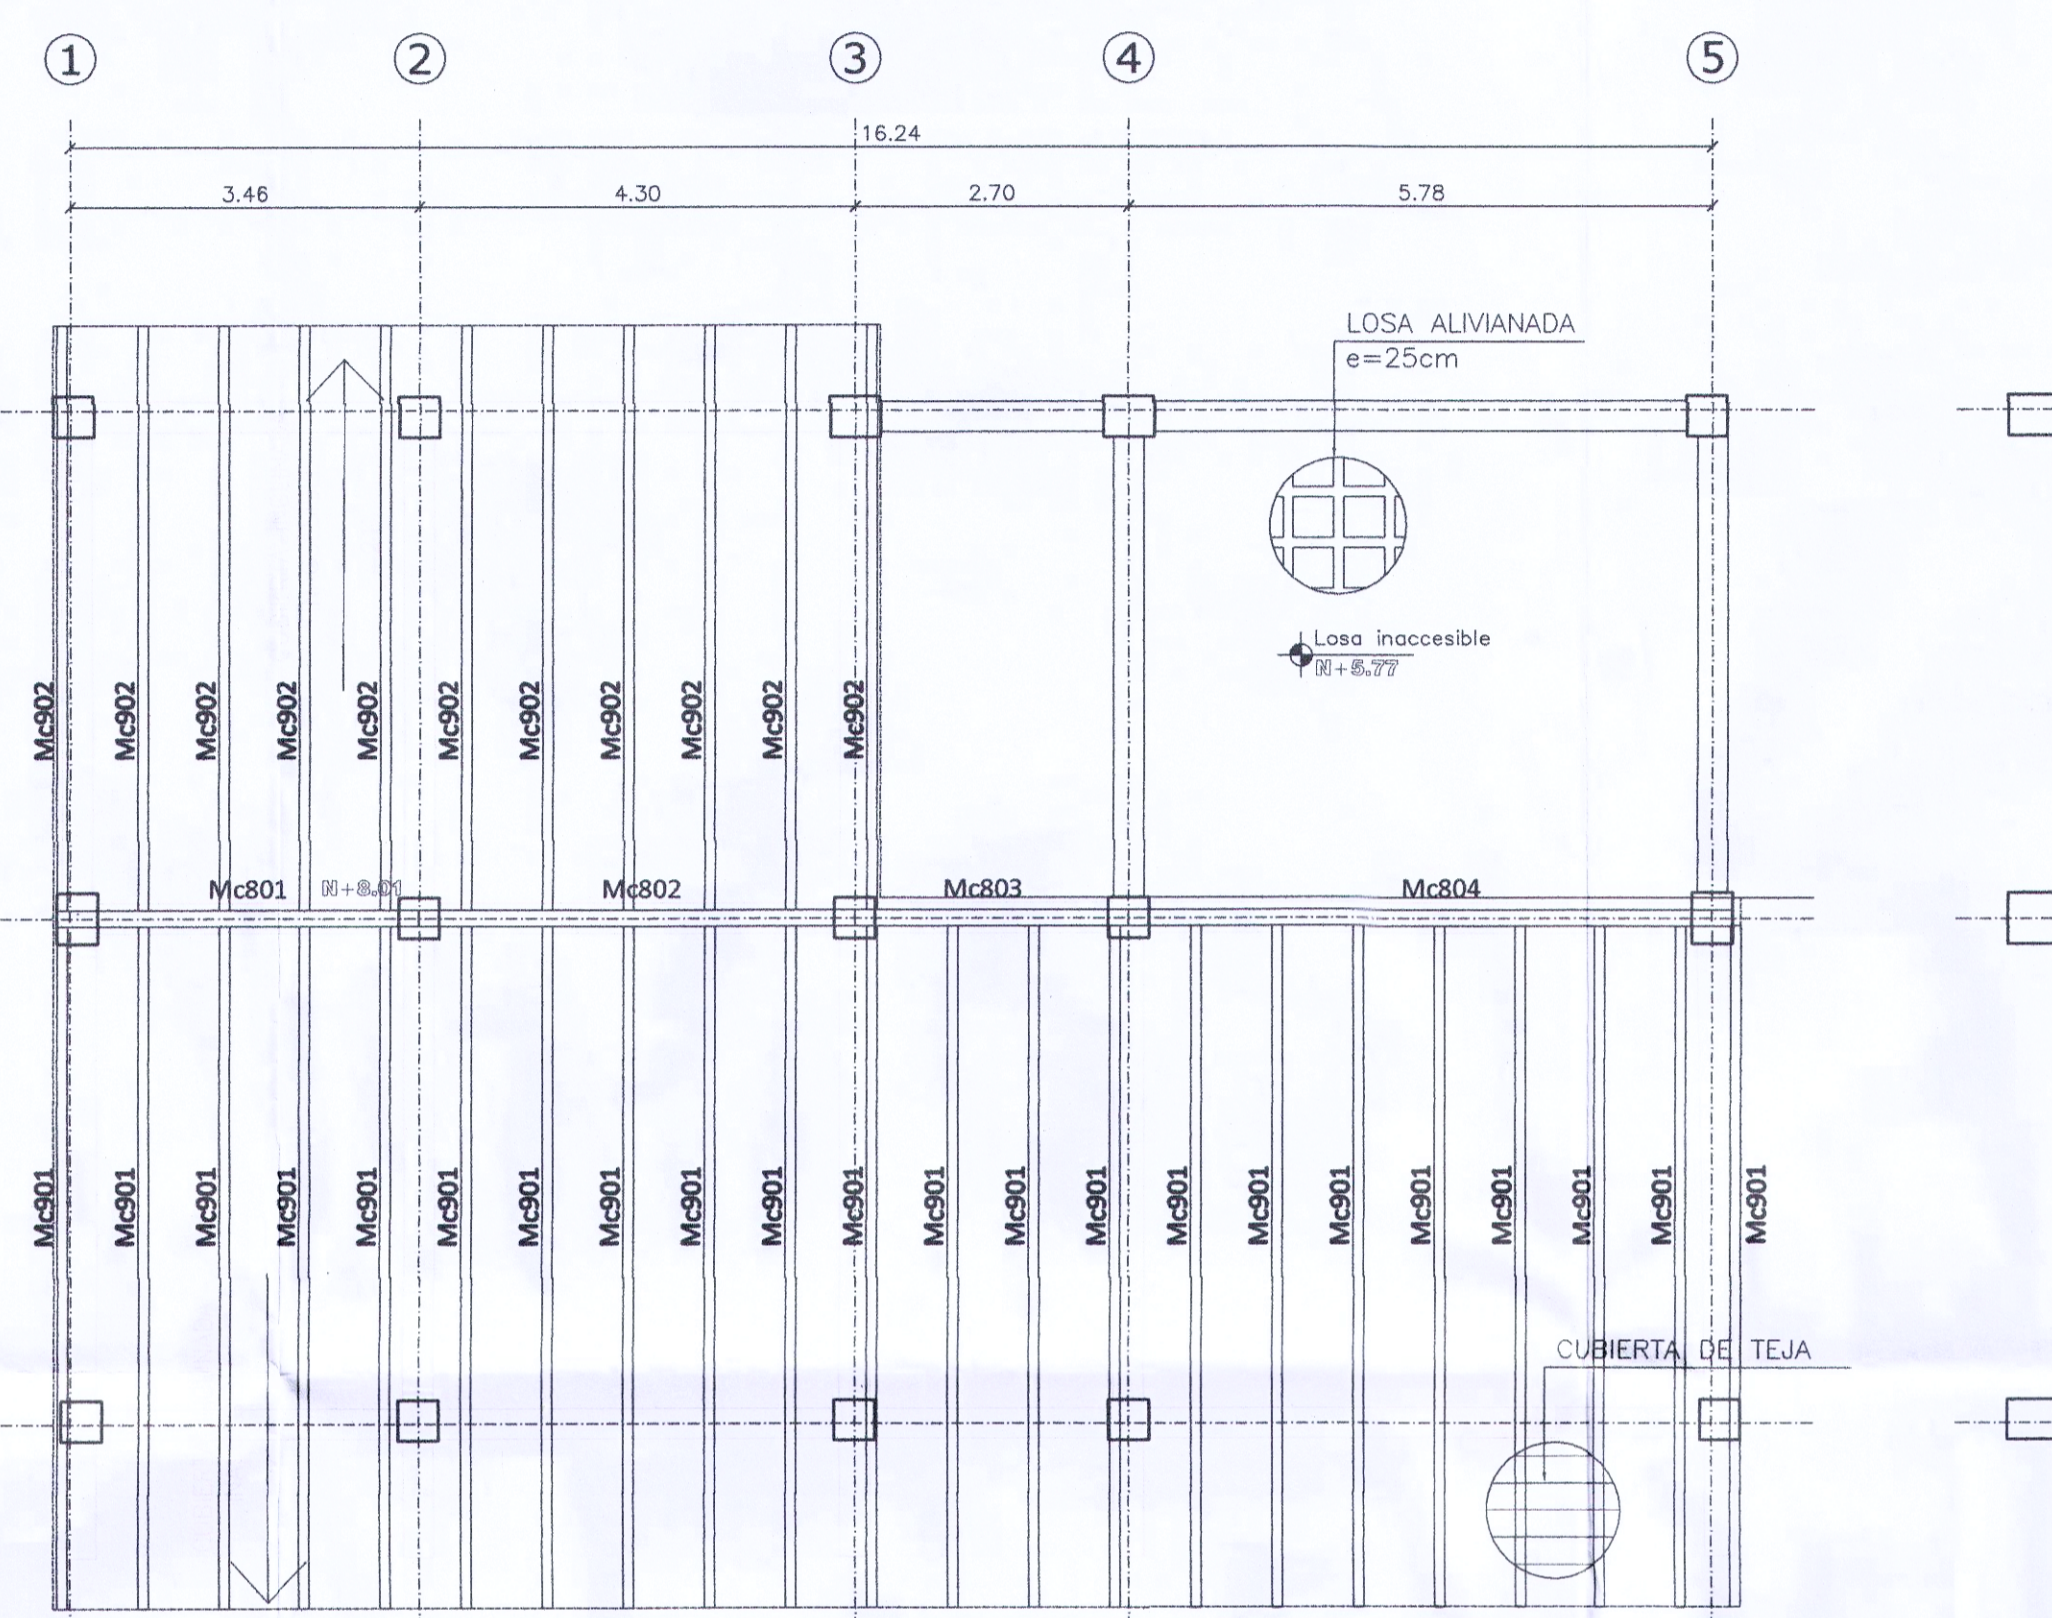 1 2 3 4 5
16.24
3.46 4.30 2.70 5.78
LOSA ALIVIANADA
e=25cm
Losa inaccesible
N+5.77
Mc902 Mc902 Mc902 Mc902 Mc902 Mc902 Mc902 Mc902 Mc902 Mc902 Mc902
Mc801 N+8.01 Mc802 Mc803 Mc804
Mc901 Mc901 Mc901 Mc901 Mc901 Mc901 Mc901 Mc901 Mc901 Mc901 Mc901 Mc901 Mc901 Mc901 Mc901 Mc901 Mc901 Mc901 Mc901 Mc901 Mc901 Mc901
CUBIERTA DE TEJA